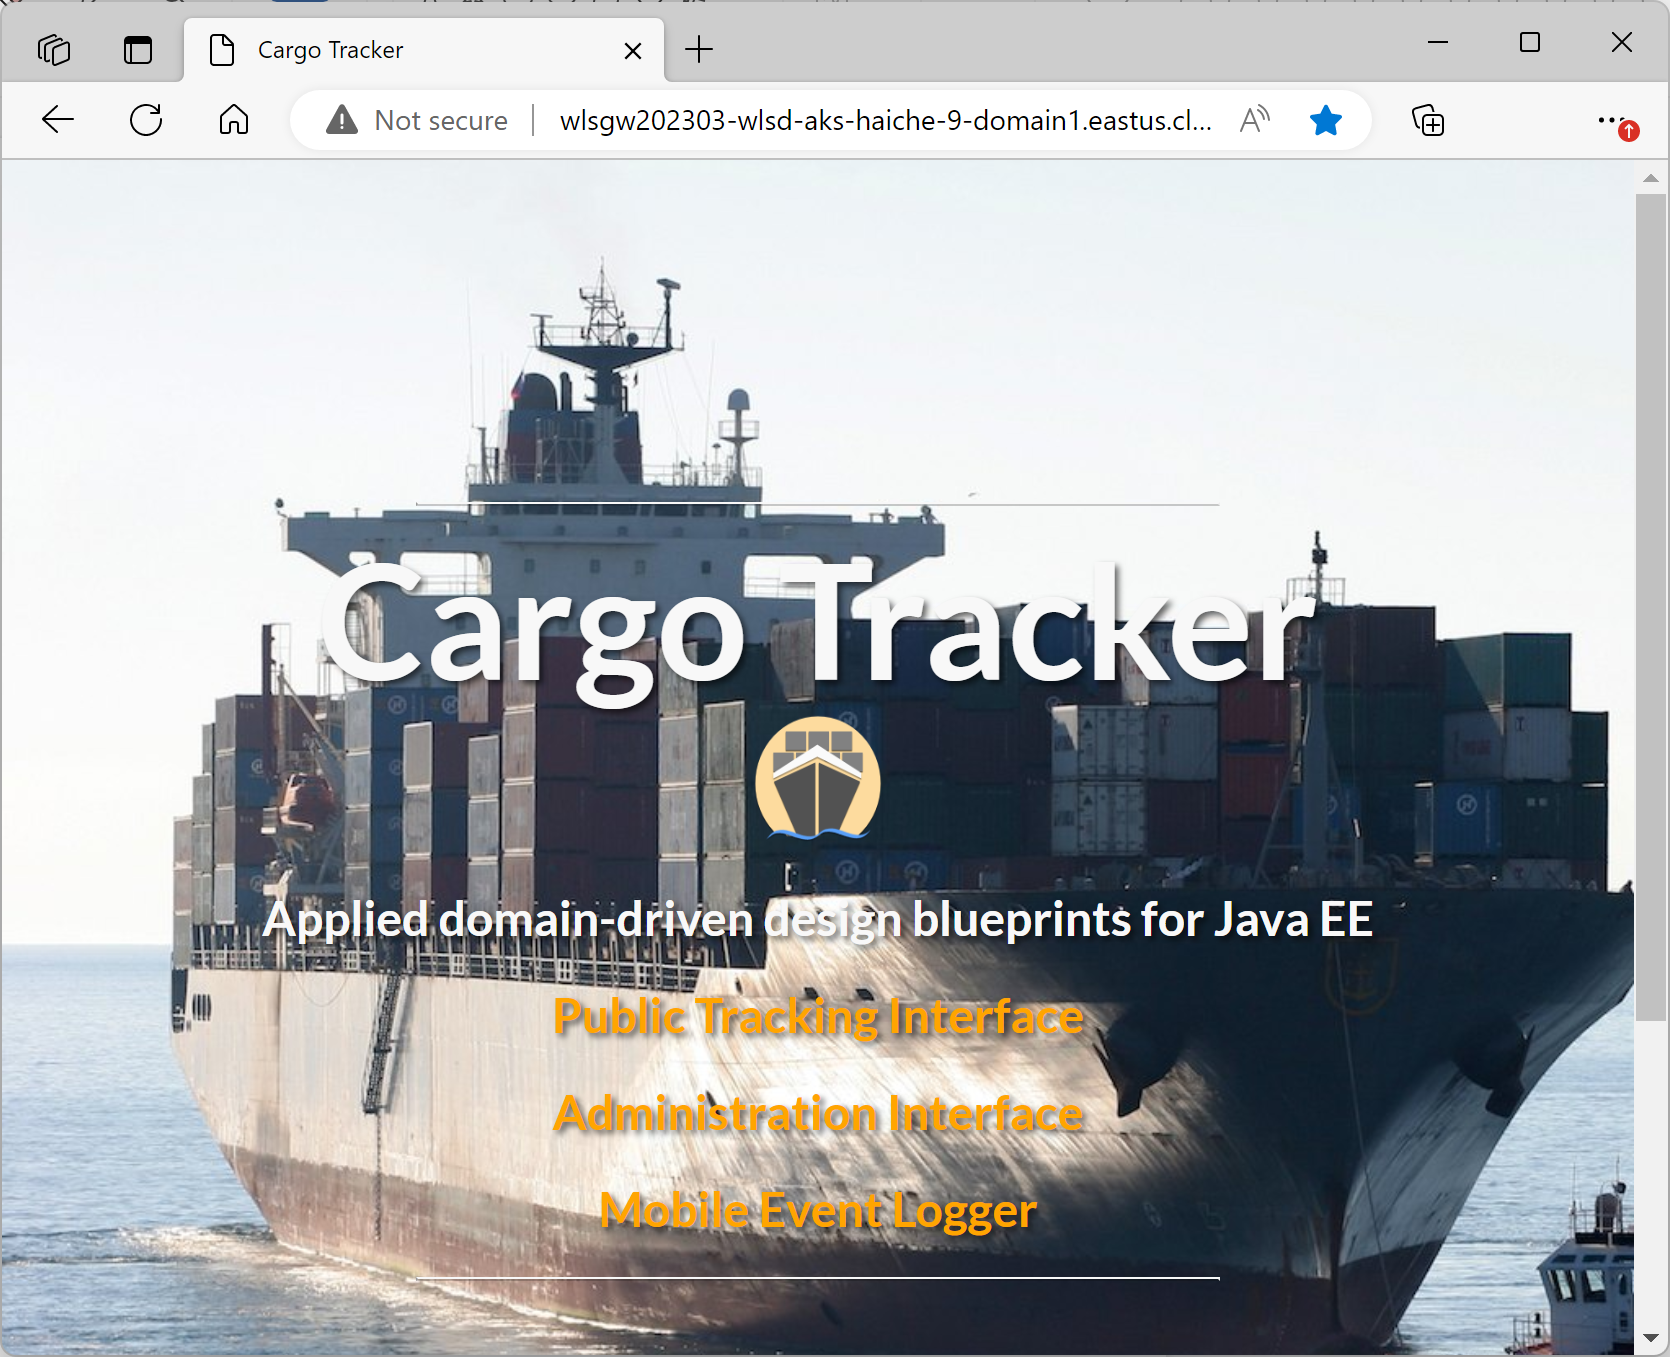 Cargo Tracker
Not secure
wlsgw202303-wlsd-aks-haiche-9-domain1.eastus.cl...
Cargo Tracker
Applied domain-driven design blueprints for Java EE
Public Tracking Interface
Administration Interface
Mobile Event Logger